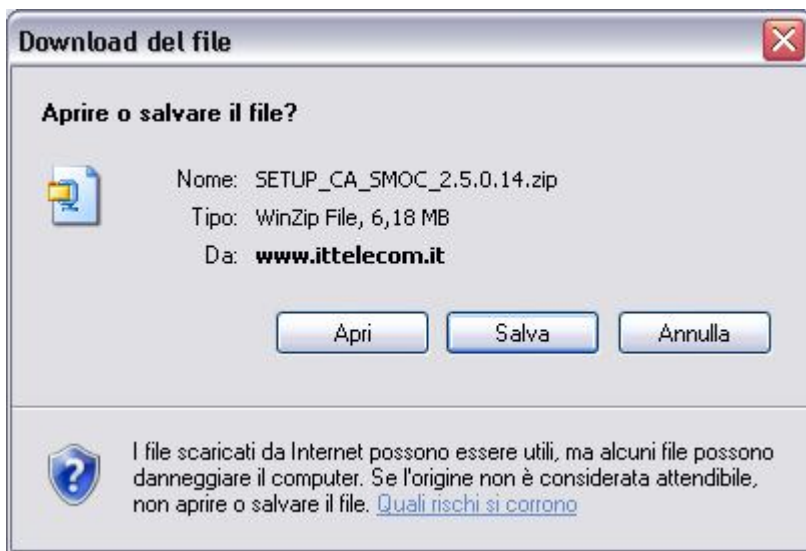 Download del file
Aprire o salvare il file?
Nome: SETUP_CA_SMOC_2.5.0.14.zip
Tipo: WinZip File, 6,18 MB
Da: www.ittelecom.it
Apri Salva Annulla
I file scaricati da Internet possono essere utili, ma alcuni file possono
danneggiare il computer. Se l'origine non è considerata attendibile,
non aprire o salvare il file. Quali rischi si corrono